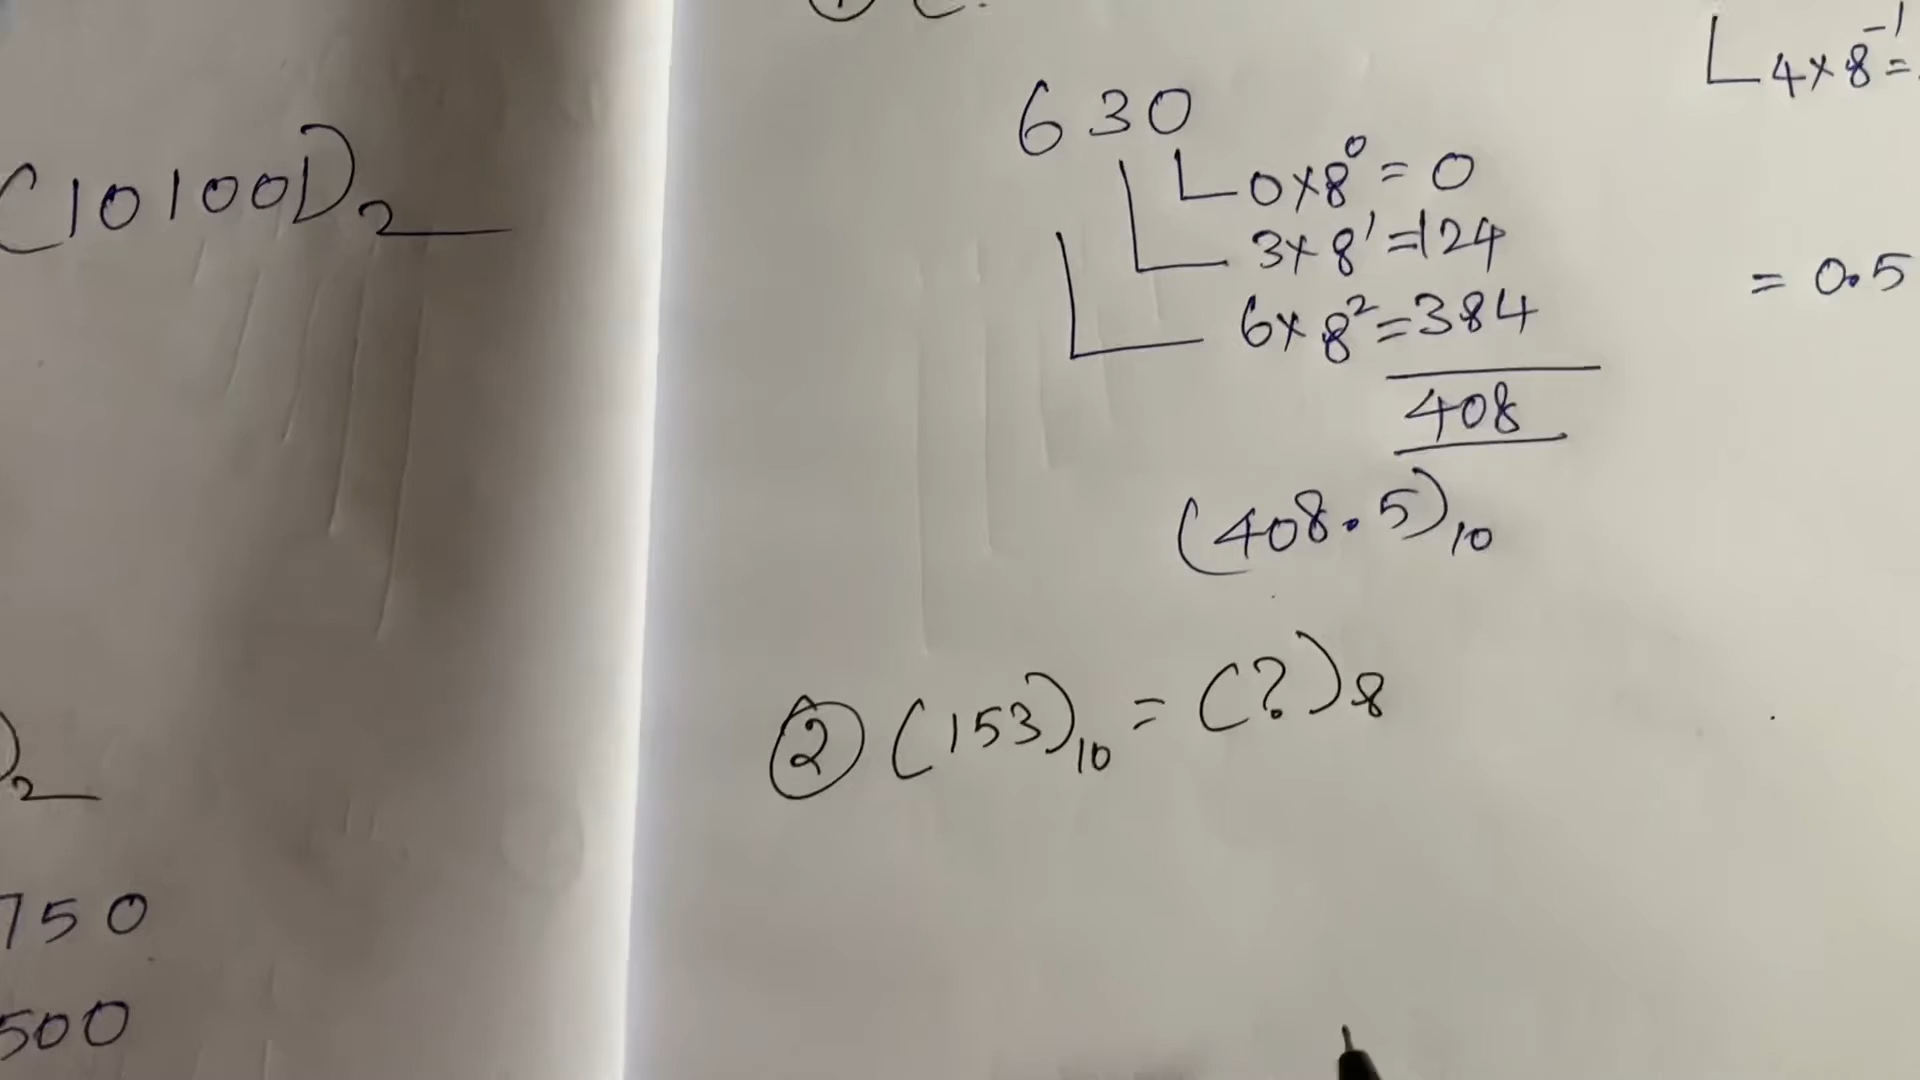 (10100)₂
)₂
750
500
630
0×8⁰ = 0
3×8¹ = 124
6×8² = 384
408
(408.5)₁₀
4×8⁻¹ =
= 0.5
② (153)₁₀ = (?)₈